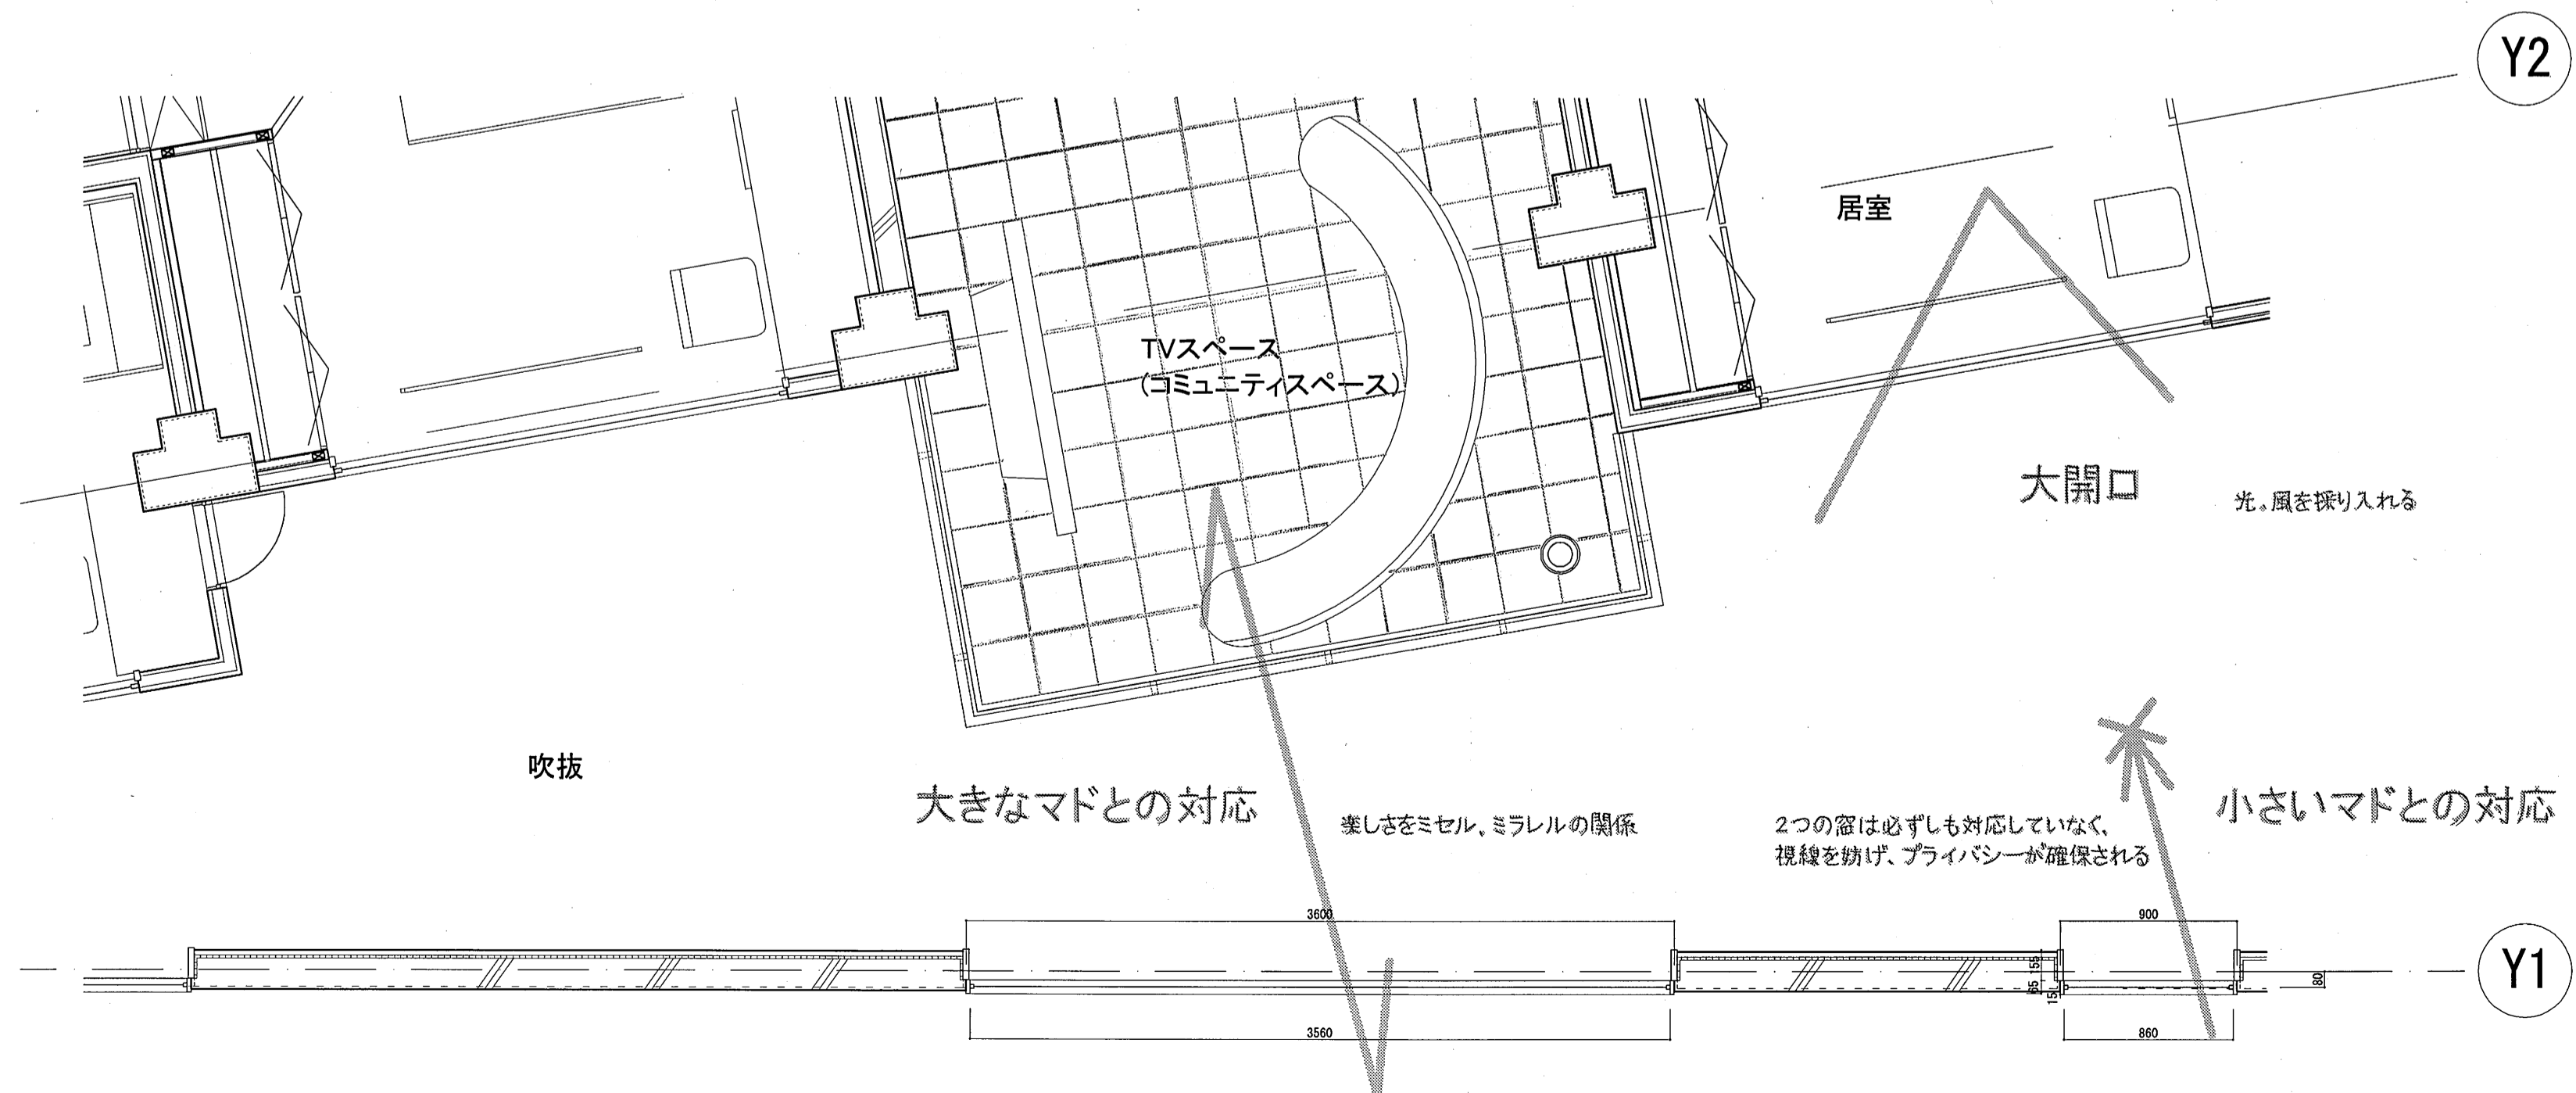 Y2
居室
TVスペース
(コミュニティスペース)
大開口
光。風を採り入れる
吹抜
大きなマドとの対応
楽しさをミセル, ミラレルの関係
2つの窓は必ずしも対応していなく、
視線を妨げ、プライバシーが確保される
小さいマドとの対応
3600
900
Y1
155
65
15
80
3560
860